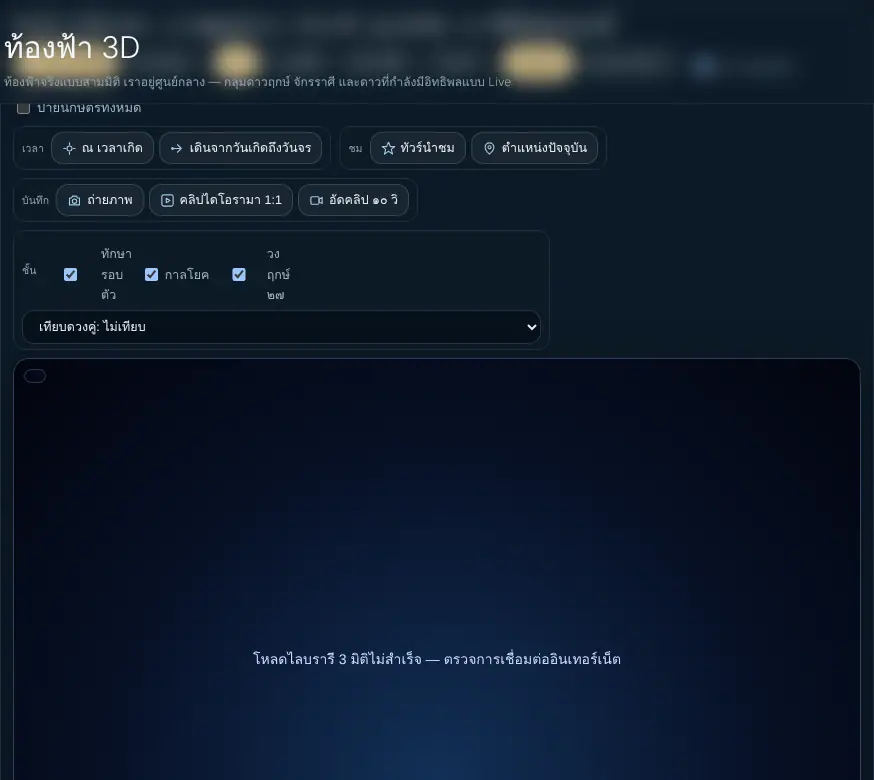 ท้องฟ้า 3D
ท้องฟ้าจริงแบบสามมิติ เราอยู่ศูนย์กลาง — กลุ่มดาวฤกษ์ จักรราศี และดาวที่กำลังมีอิทธิพลแบบ Live
ป้ายนักษัตรทั้งหมด
เวลา ณ เวลาเกิด เดินจากวันเกิดถึงวันจร ชม ทัวร์นำชม ตำแหน่งปัจจุบัน
บันทึก ถ่ายภาพ คลิปไดโอรามา 1:1 อัดคลิป ๑๐ วิ
ชั้น ทักษา รอบ ตัว กาลโยค วง ฤกษ์ ๒๗
เทียบดวงคู่: ไม่เทียบ
โหลดไลบรารี 3 มิติไม่สำเร็จ — ตรวจการเชื่อมต่ออินเทอร์เน็ต